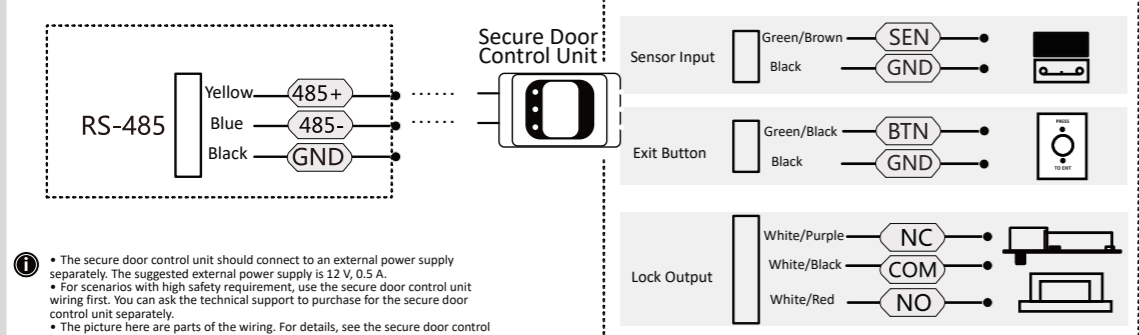 Secure Door
Control Unit
RS-485
Yellow 485+
Blue 485-
Black GND
Sensor Input
Green/Brown SEN
Black GND
Exit Button
Green/Black BTN
Black GND
PRESS
TO EXIT
Lock Output
White/Purple NC
White/Black COM
White/Red NO
• The secure door control unit should connect to an external power supply
separately. The suggested external power supply is 12 V, 0.5 A.
• For scenarios with high safety requirement, use the secure door control unit
wiring first. You can ask the technical support to purchase for the secure door
control unit separately.
• The picture here are parts of the wiring. For details, see the secure door control